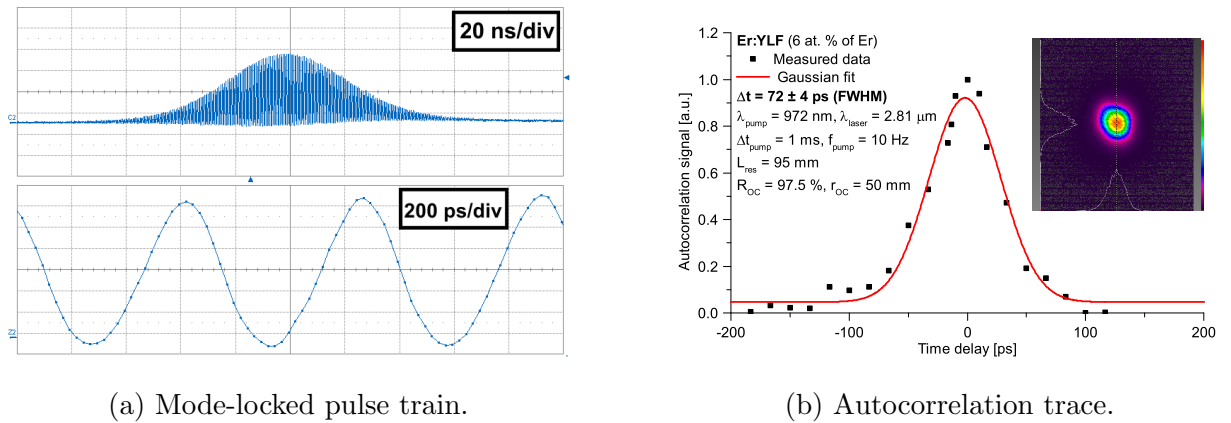 20 ns/div
C2
200 ps/div
(a) Mode-locked pulse train.
Er:YLF (6 at. % of Er)
Measured data
Gaussian fit
Δt = 72 ± 4 ps (FWHM)
λpump = 972 nm, λlaser = 2.81 μm
Δtpump = 1 ms, fpump = 10 Hz
Lres = 95 mm
ROC = 97.5 %, rOC = 50 mm
Autocorrelation signal [a.u.]
1.2
1.0
0.8
0.6
0.4
0.2
0.0
-200
-100
0
100
200
Time delay [ps]
(b) Autocorrelation trace.